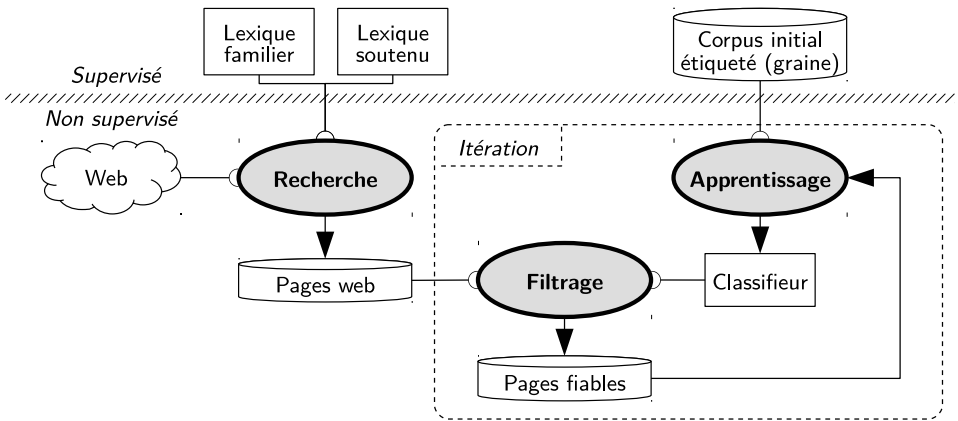 Lexique
familier
Lexique
soutenu
Corpus initial
étiqueté (graine)
Supervisé
Non supervisé
Itération
Web
Recherche
Apprentissage
Pages web
Filtrage
Classifieur
Pages fiables